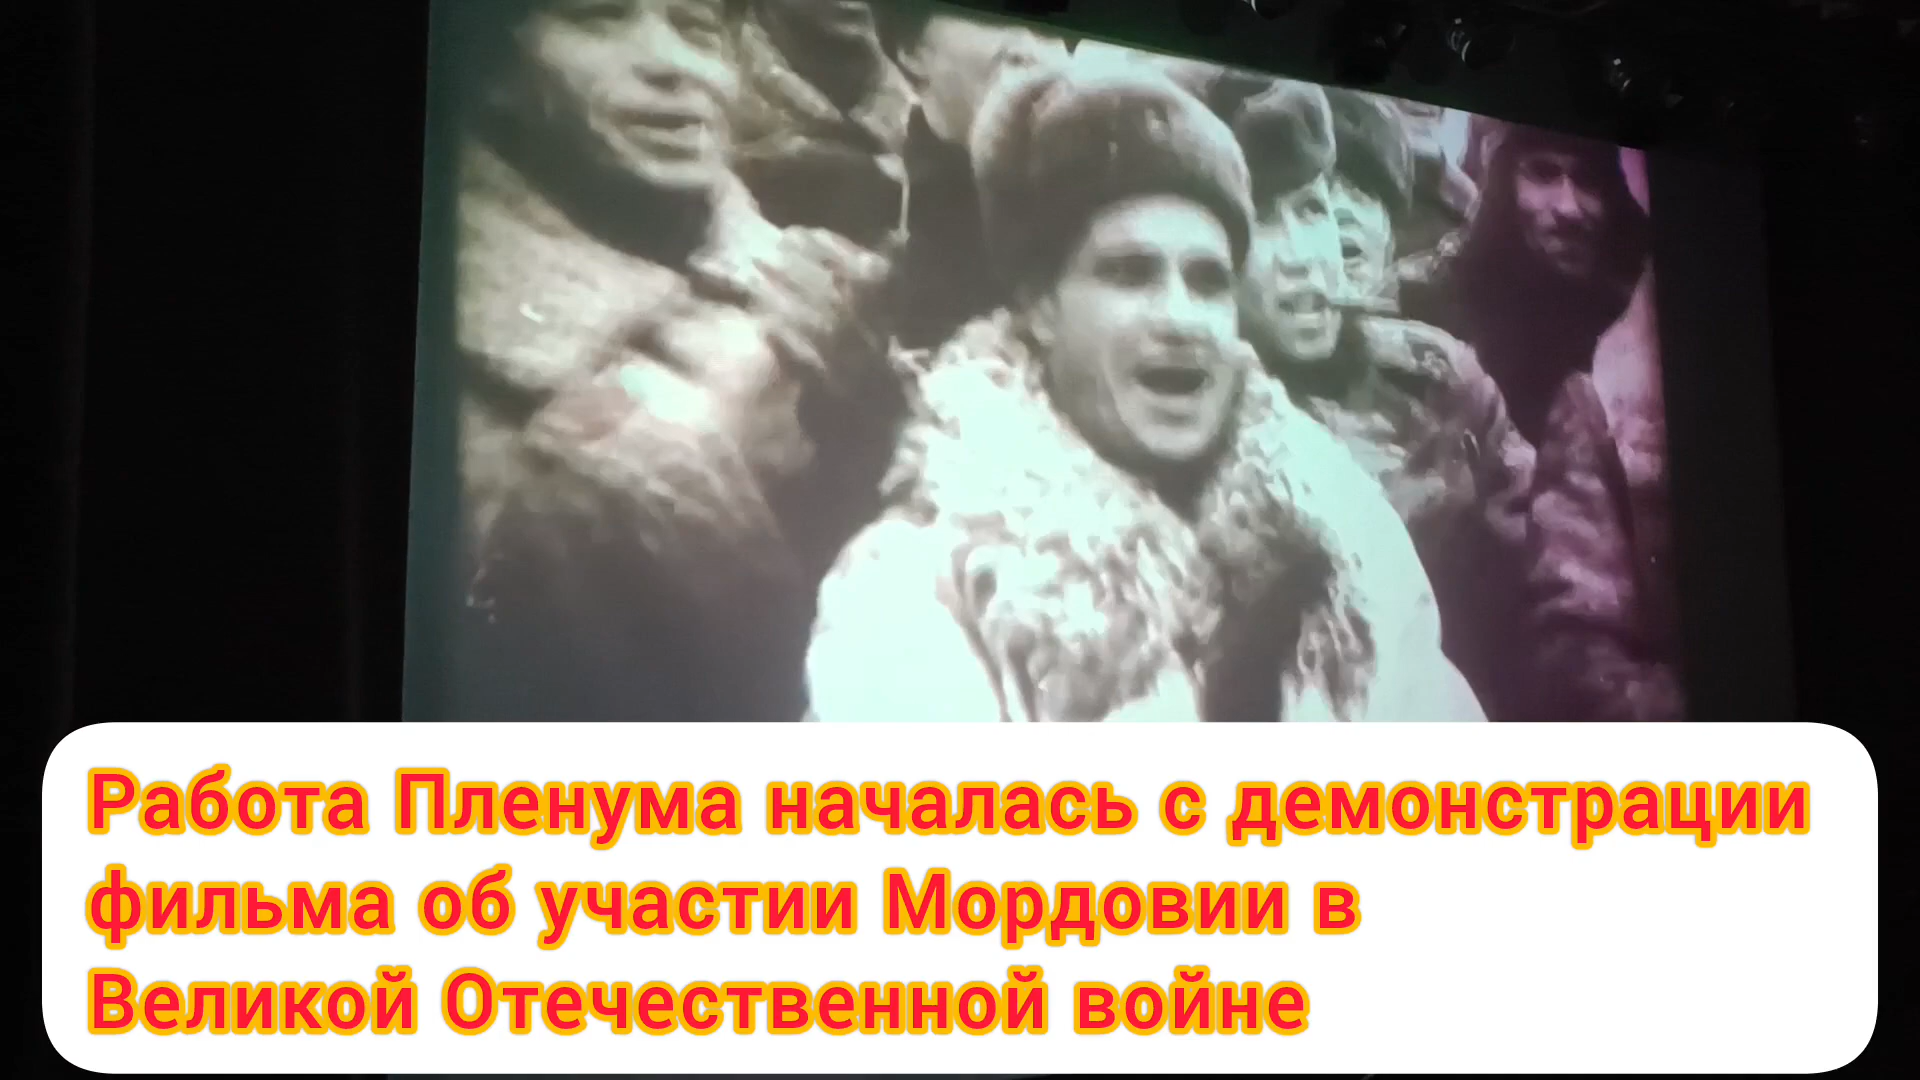 Работа Пленума началась с демонстрации
фильма об участии Мордовии в
Великой Отечественной войне